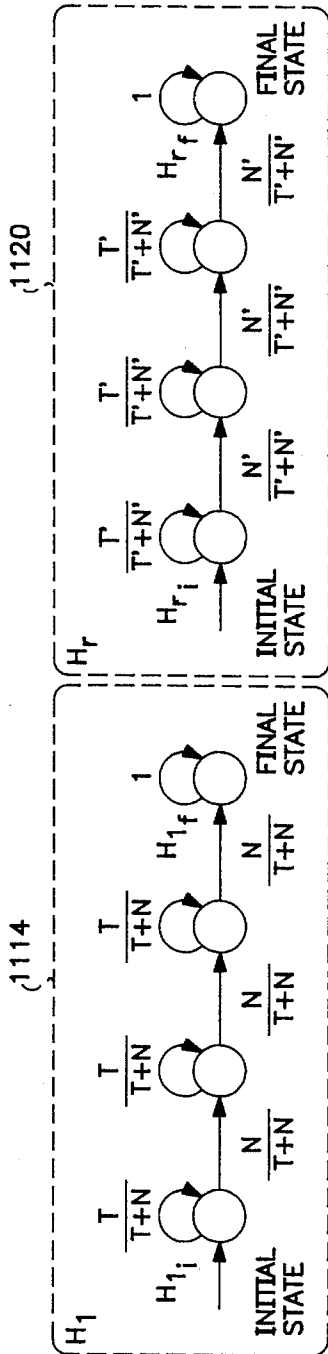 1114
H1
T
T+N
T
T+N
T
T+N
1
H1i
H1f
N
T+N
N
T+N
N
T+N
INITIAL
STATE
FINAL
STATE
1120
Hr
T'
T'+N'
T'
T'+N'
T'
T'+N'
1
Hri
Hrf
N'
T'+N'
N'
T'+N'
N'
T'+N'
INITIAL
STATE
FINAL
STATE